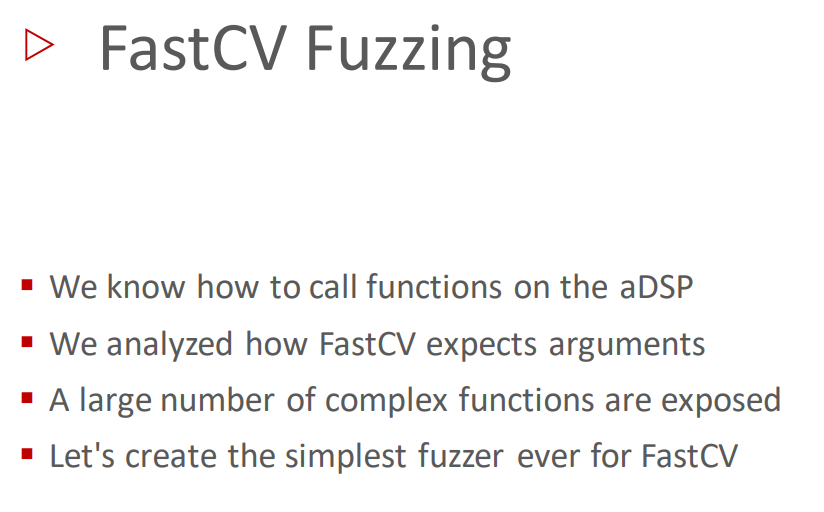 FastCV Fuzzing
We know how to call functions on the aDSP
We analyzed how FastCV expects arguments
A large number of complex functions are exposed
Let's create the simplest fuzzer ever for FastCV